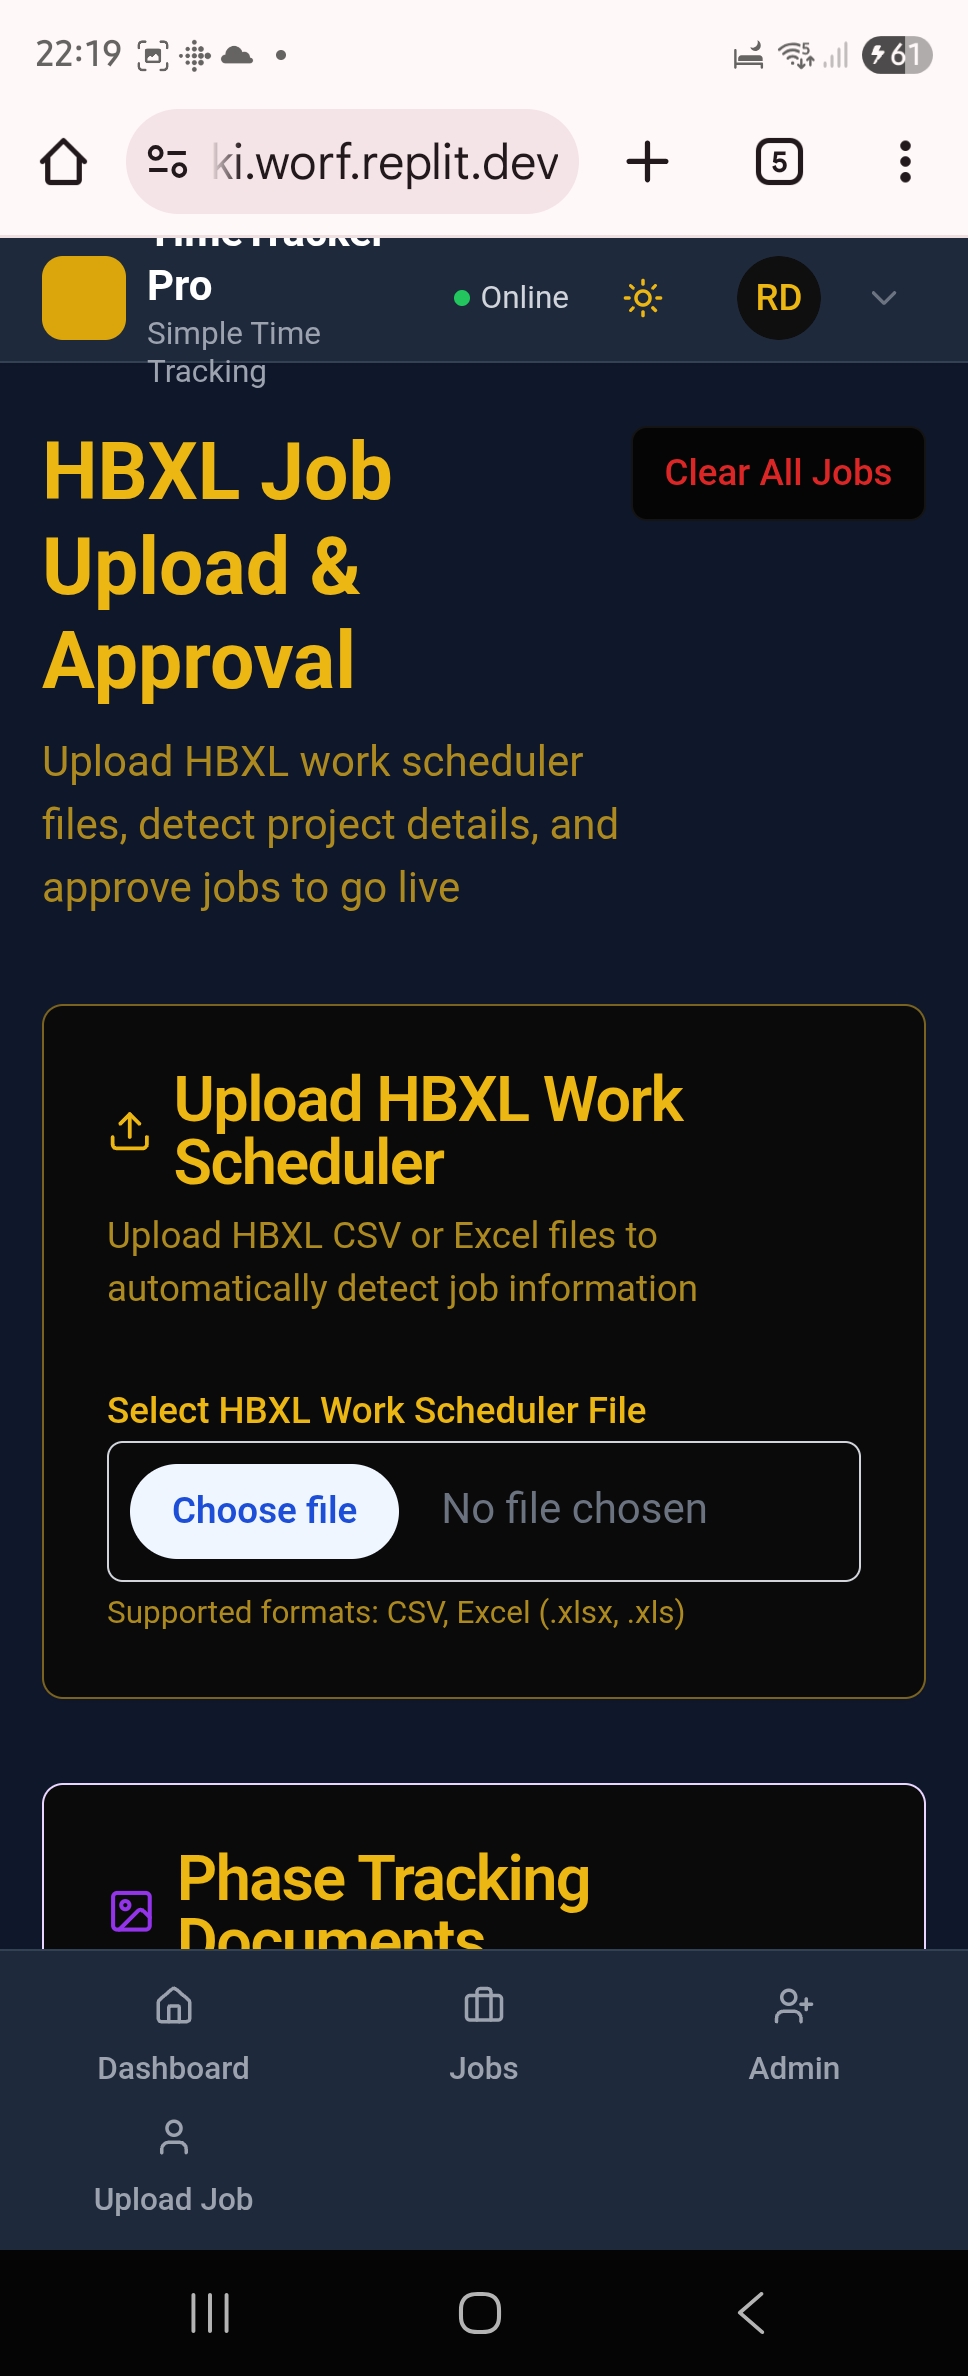 22:19
5
61
ki.worf.replit.dev
5
TimeTracker
Pro
Simple Time
Tracking
Online
RD
HBXL Job
Upload &
Approval
Clear All Jobs
Upload HBXL work scheduler
files, detect project details, and
approve jobs to go live
Upload HBXL Work
Scheduler
Upload HBXL CSV or Excel files to
automatically detect job information
Select HBXL Work Scheduler File
Choose file
No file chosen
Supported formats: CSV, Excel (.xlsx, .xls)
Phase Tracking
Documents
Dashboard
Jobs
Admin
Upload Job